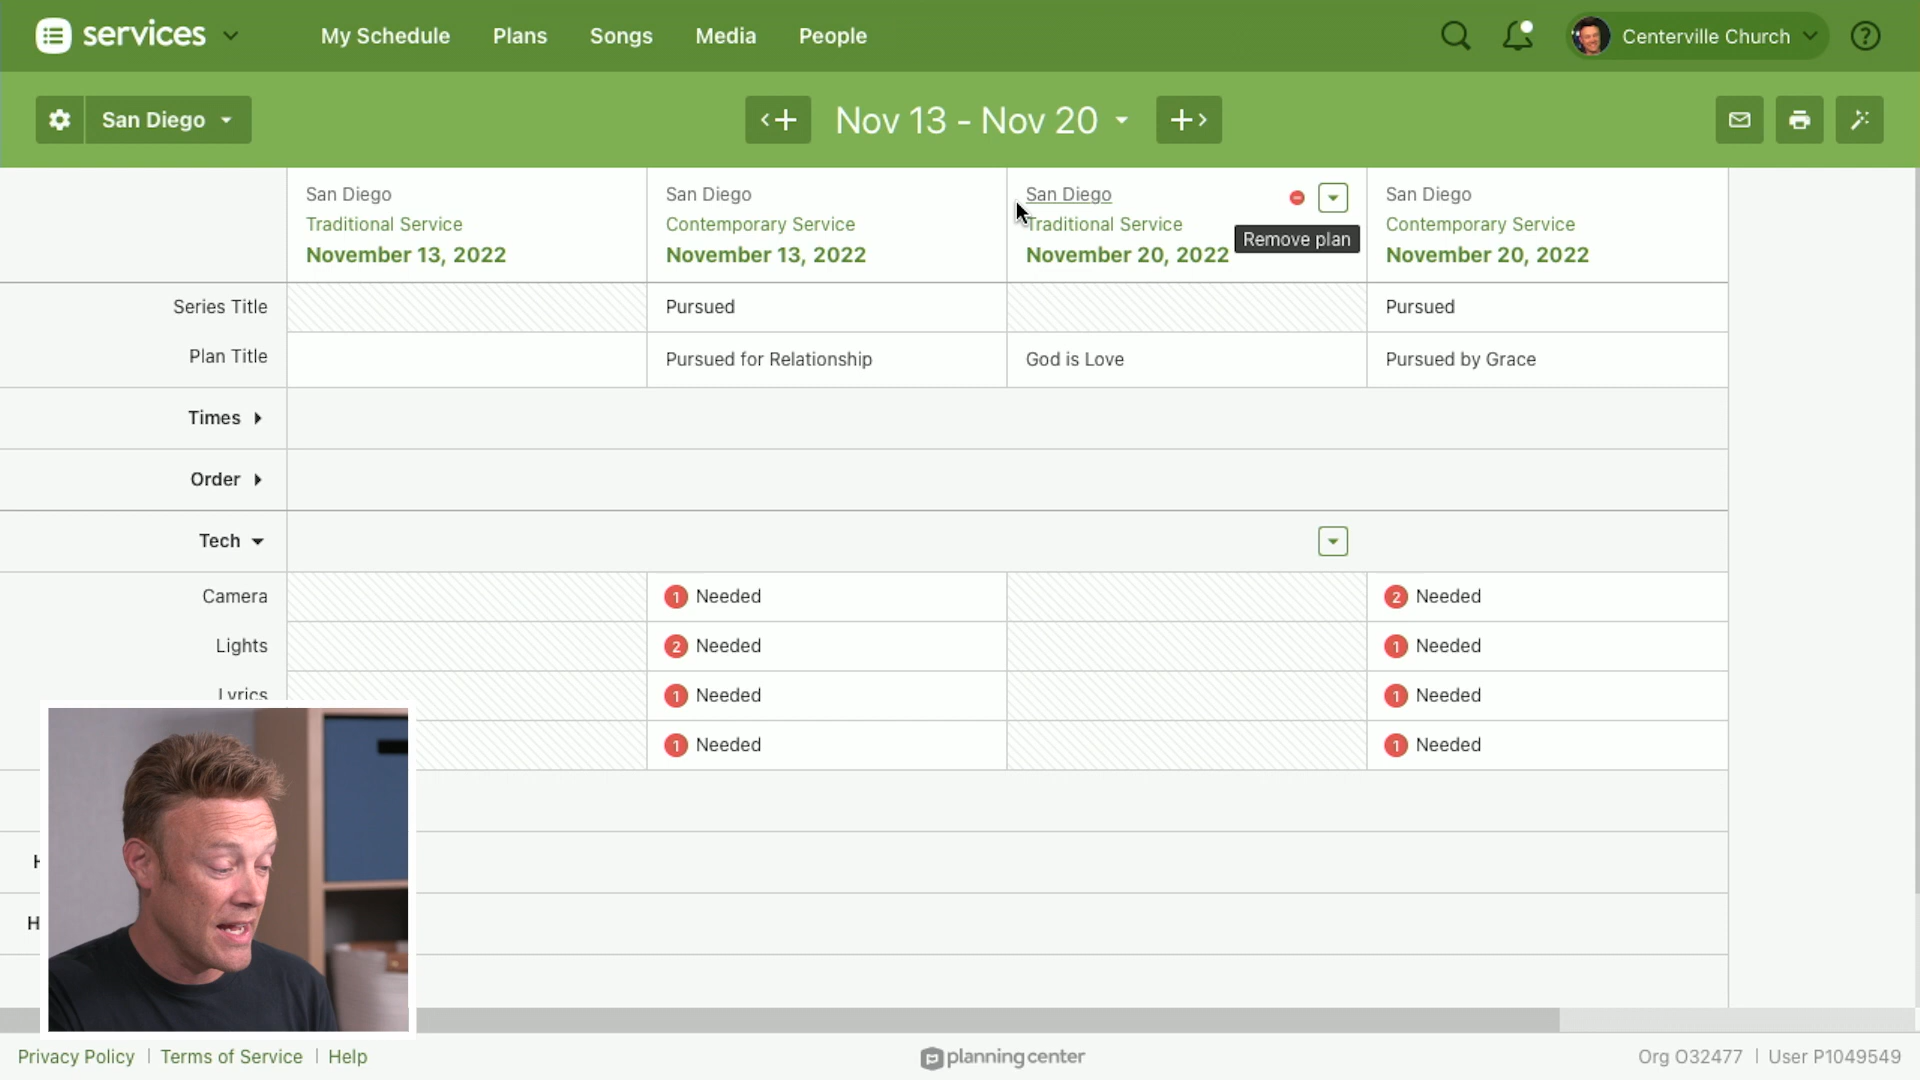 services
My Schedule
Plans
Songs
Media
People
Centerville Church
?
San Diego
Nov 13 - Nov 20
San Diego
Traditional Service
November 13, 2022
San Diego
Contemporary Service
November 13, 2022
San Diego
Traditional Service
November 20, 2022
Remove plan
San Diego
Contemporary Service
November 20, 2022
Series Title
Pursued
Pursued
Plan Title
Pursued for Relationship
God is Love
Pursued by Grace
Times
Order
Tech
Camera
1 Needed
2 Needed
Lights
2 Needed
1 Needed
Lyrics
1 Needed
1 Needed
1 Needed
1 Needed
H
H
Privacy Policy
Terms of Service
Help
planning center
Org O32477
User P1049549